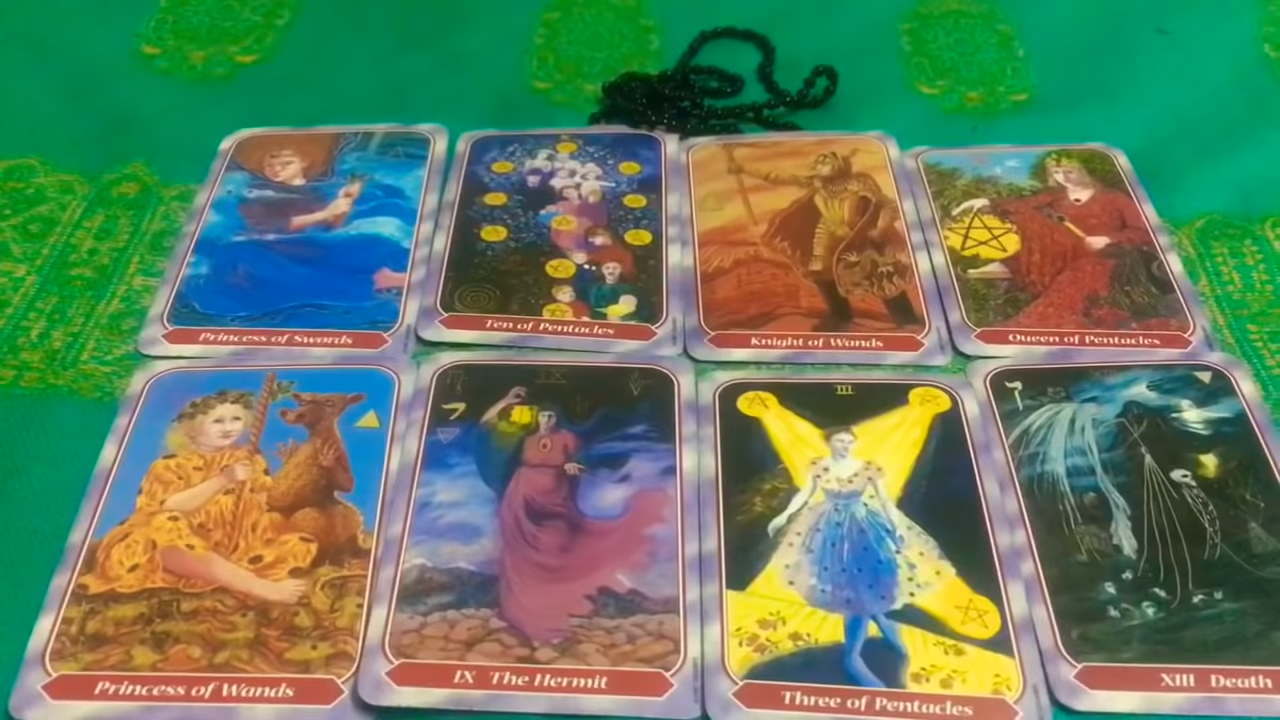 Princess of Swords
Ten of Pentacles
Knight of Wands
Queen of Pentacles
IX
III
Princess of Wands
IX The Hermit
Three of Pentacles
XIII Death